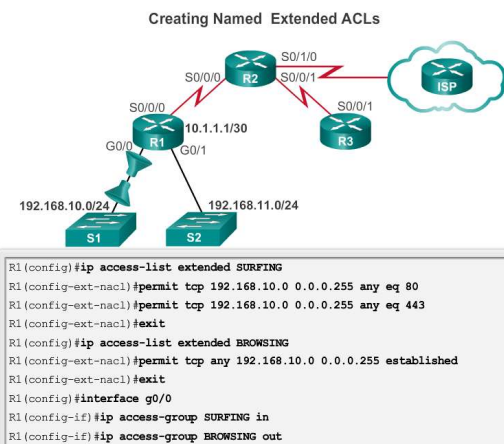 Creating Named Extended ACLs
S0/1/0
S0/0/0
R2
S0/0/1
ISP
S0/0/0
S0/0/1
10.1.1.1/30
R1
R3
G0/0
G0/1
192.168.10.0/24
192.168.11.0/24
S1
S2
R1(config)#ip access-list extended SURFING
R1(config-ext-nacl)#permit tcp 192.168.10.0 0.0.0.255 any eq 80
R1(config-ext-nacl)#permit tcp 192.168.10.0 0.0.0.255 any eq 443
R1(config-ext-nacl)#exit
R1(config)#ip access-list extended BROWSING
R1(config-ext-nacl)#permit tcp any 192.168.10.0 0.0.0.255 established
R1(config-ext-nacl)#exit
R1(config)#interface g0/0
R1(config-if)#ip access-group SURFING in
R1(config-if)#ip access-group BROWSING out